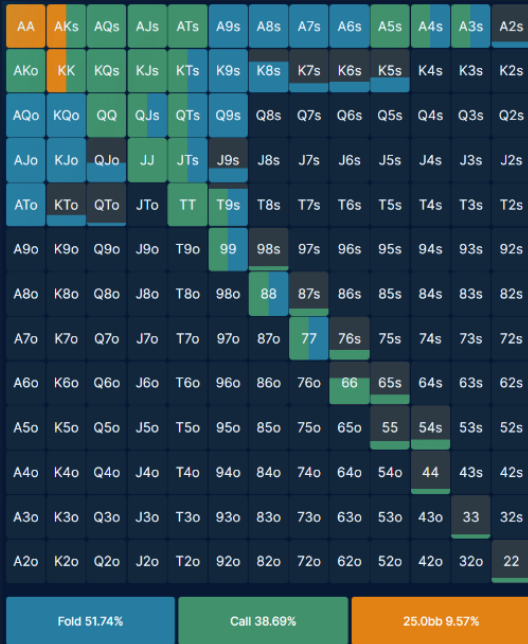 AA AKs AQs AJs ATs A9s A8s A7s A6s A5s A4s A3s A2s
AKo KK KQs KJs KTs K9s K8s K7s K6s K5s K4s K3s K2s
AQo KQo QQ QJs QTs Q9s Q8s Q7s Q6s Q5s Q4s Q3s Q2s
AJo KJo QJo JJ JTs J9s J8s J7s J6s J5s J4s J3s J2s
ATo KTo QTo JTo TT T9s T8s T7s T6s T5s T4s T3s T2s
A9o K9o Q9o J9o T9o 99 98s 97s 96s 95s 94s 93s 92s
A8o K8o Q8o J8o T8o 98o 88 87s 86s 85s 84s 83s 82s
A7o K7o Q7o J7o T7o 97o 87o 77 76s 75s 74s 73s 72s
A6o K6o Q6o J6o T6o 96o 86o 76o 66 65s 64s 63s 62s
A5o K5o Q5o J5o T5o 95o 85o 75o 65o 55 54s 53s 52s
A4o K4o Q4o J4o T4o 94o 84o 74o 64o 54o 44 43s 42s
A3o K3o Q3o J3o T3o 93o 83o 73o 63o 53o 43o 33 32s
A2o K2o Q2o J2o T2o 92o 82o 72o 62o 52o 42o 32o 22
Fold 51.74% Call 38.69% 25.0bb 9.57%